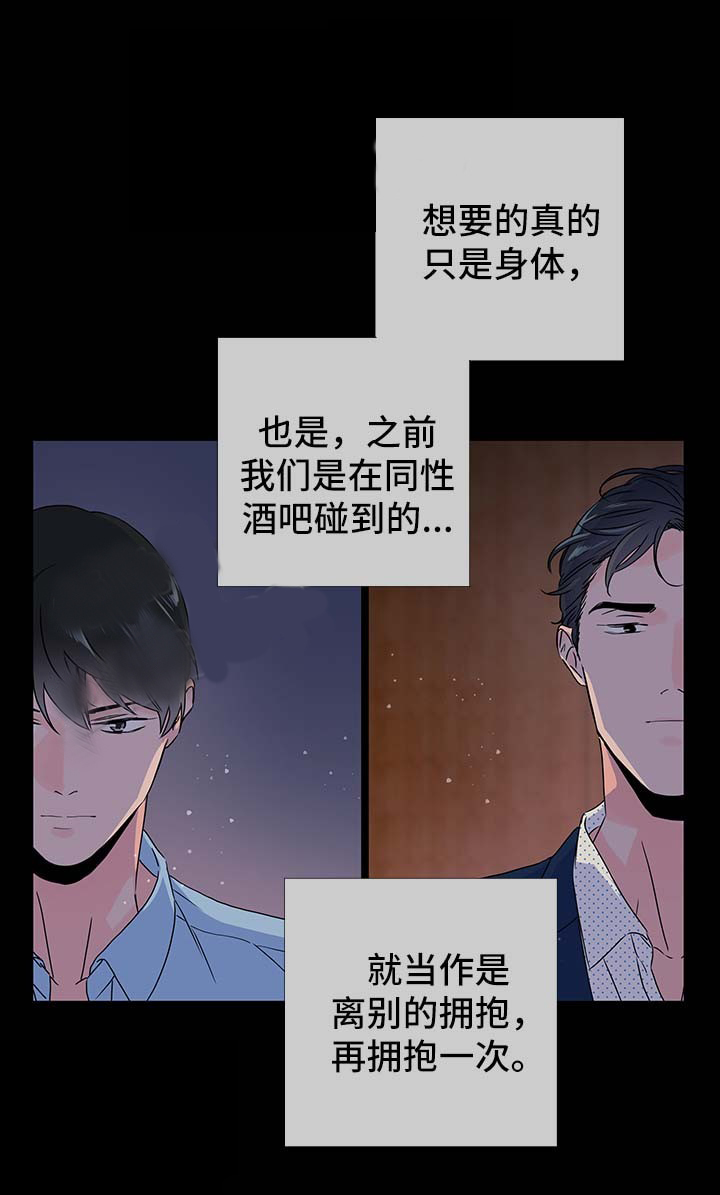 想要的真的
只是身体，
也是，之前
我们是在同性
酒吧碰到的...
就当作是
离别的拥抱，
再拥抱一次。